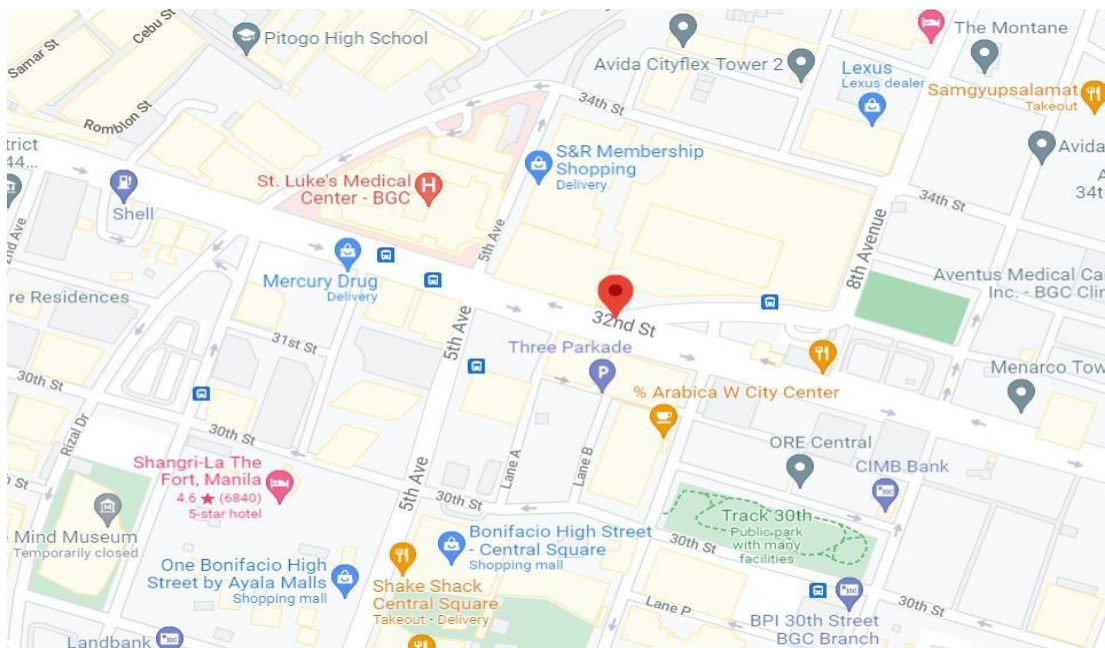 Cebu St
Samar St
Pitogo High School
The Montane
Avida Cityflex Tower 2
Lexus
Lexus dealer
Samgyupsalamat
Takeout
Romblon St
34th St
trict
44...
S&R Membership
Shopping
Delivery
Avida
34t
St. Luke's Medical
Center - BGC
H
Shell
34th St
2nd Ave
5th Ave
8th Avenue
Mercury Drug
Delivery
Aventus Medical Ca
Inc. - BGC Clin
re Residences
32nd St
31st St
5th Ave
Three Parkade
P
Menarco Tow
30th St
% Arabica W City Center
Rizal Dr
30th St
ORE Central
CIMB Bank
Shangri-La The
Fort, Manila
4.6 ★ (6840)
5-star hotel
Lane A
Lane B
5th Ave
30th St
Track 30th
Public park
with many
facilities
Mind Museum
Temporarily closed
Bonifacio High Street
- Central Square
Shopping mall
30th St
One Bonifacio High
Street by Ayala Malls
Shopping mall
Shake Shack
Central Square
Takeout • Delivery
Lane P
30th St
BPI 30th Street
BGC Branch
Landbank